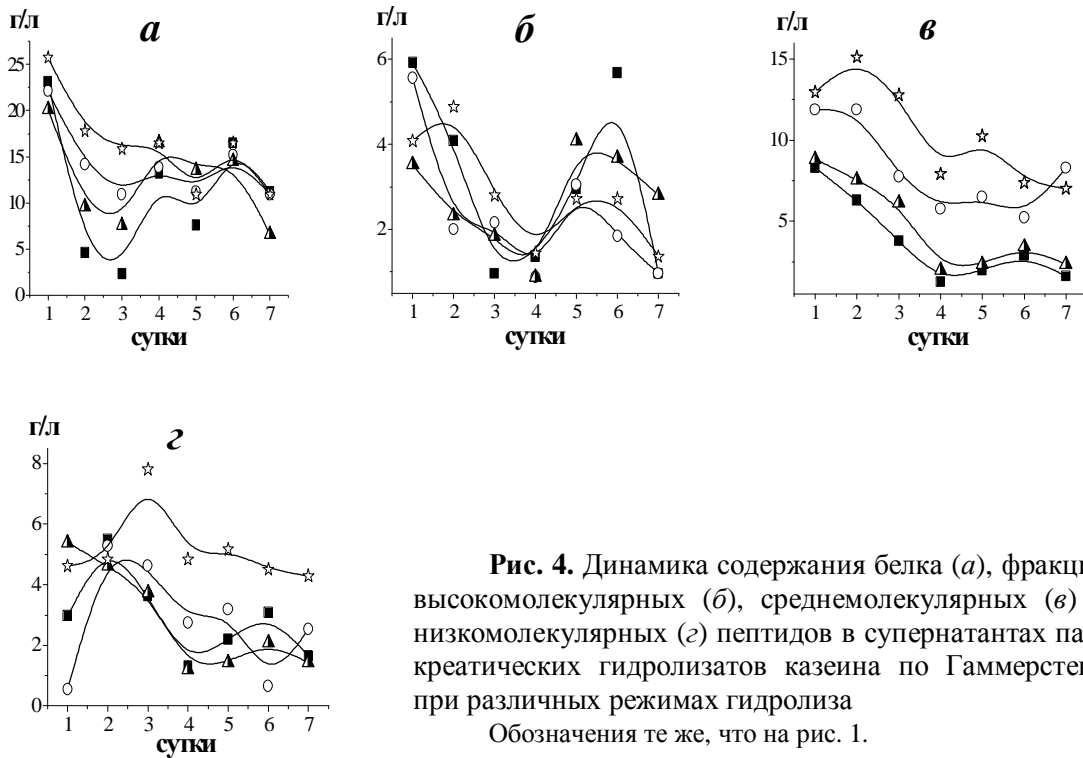 г/л
а
25
20
15
10
5
0
1 2 3 4 5 6 7
сутки
б
6
4
2
1 2 3 4 5 6 7
сутки
г/л
в
15
10
5
1 2 3 4 5 6 7
сутки
г/л
г
8
6
4
2
0
1 2 3 4 5 6 7
сутки
Рис. 4. Динамика содержания белка (а), фракци
высокомолекулярных (б), среднемолекулярных (в)
низкомолекулярных (г) пептидов в супернатантах пан
креатических гидролизатов казеина по Гаммерстен
при различных режимах гидролиза
Обозначения те же, что на рис. 1.